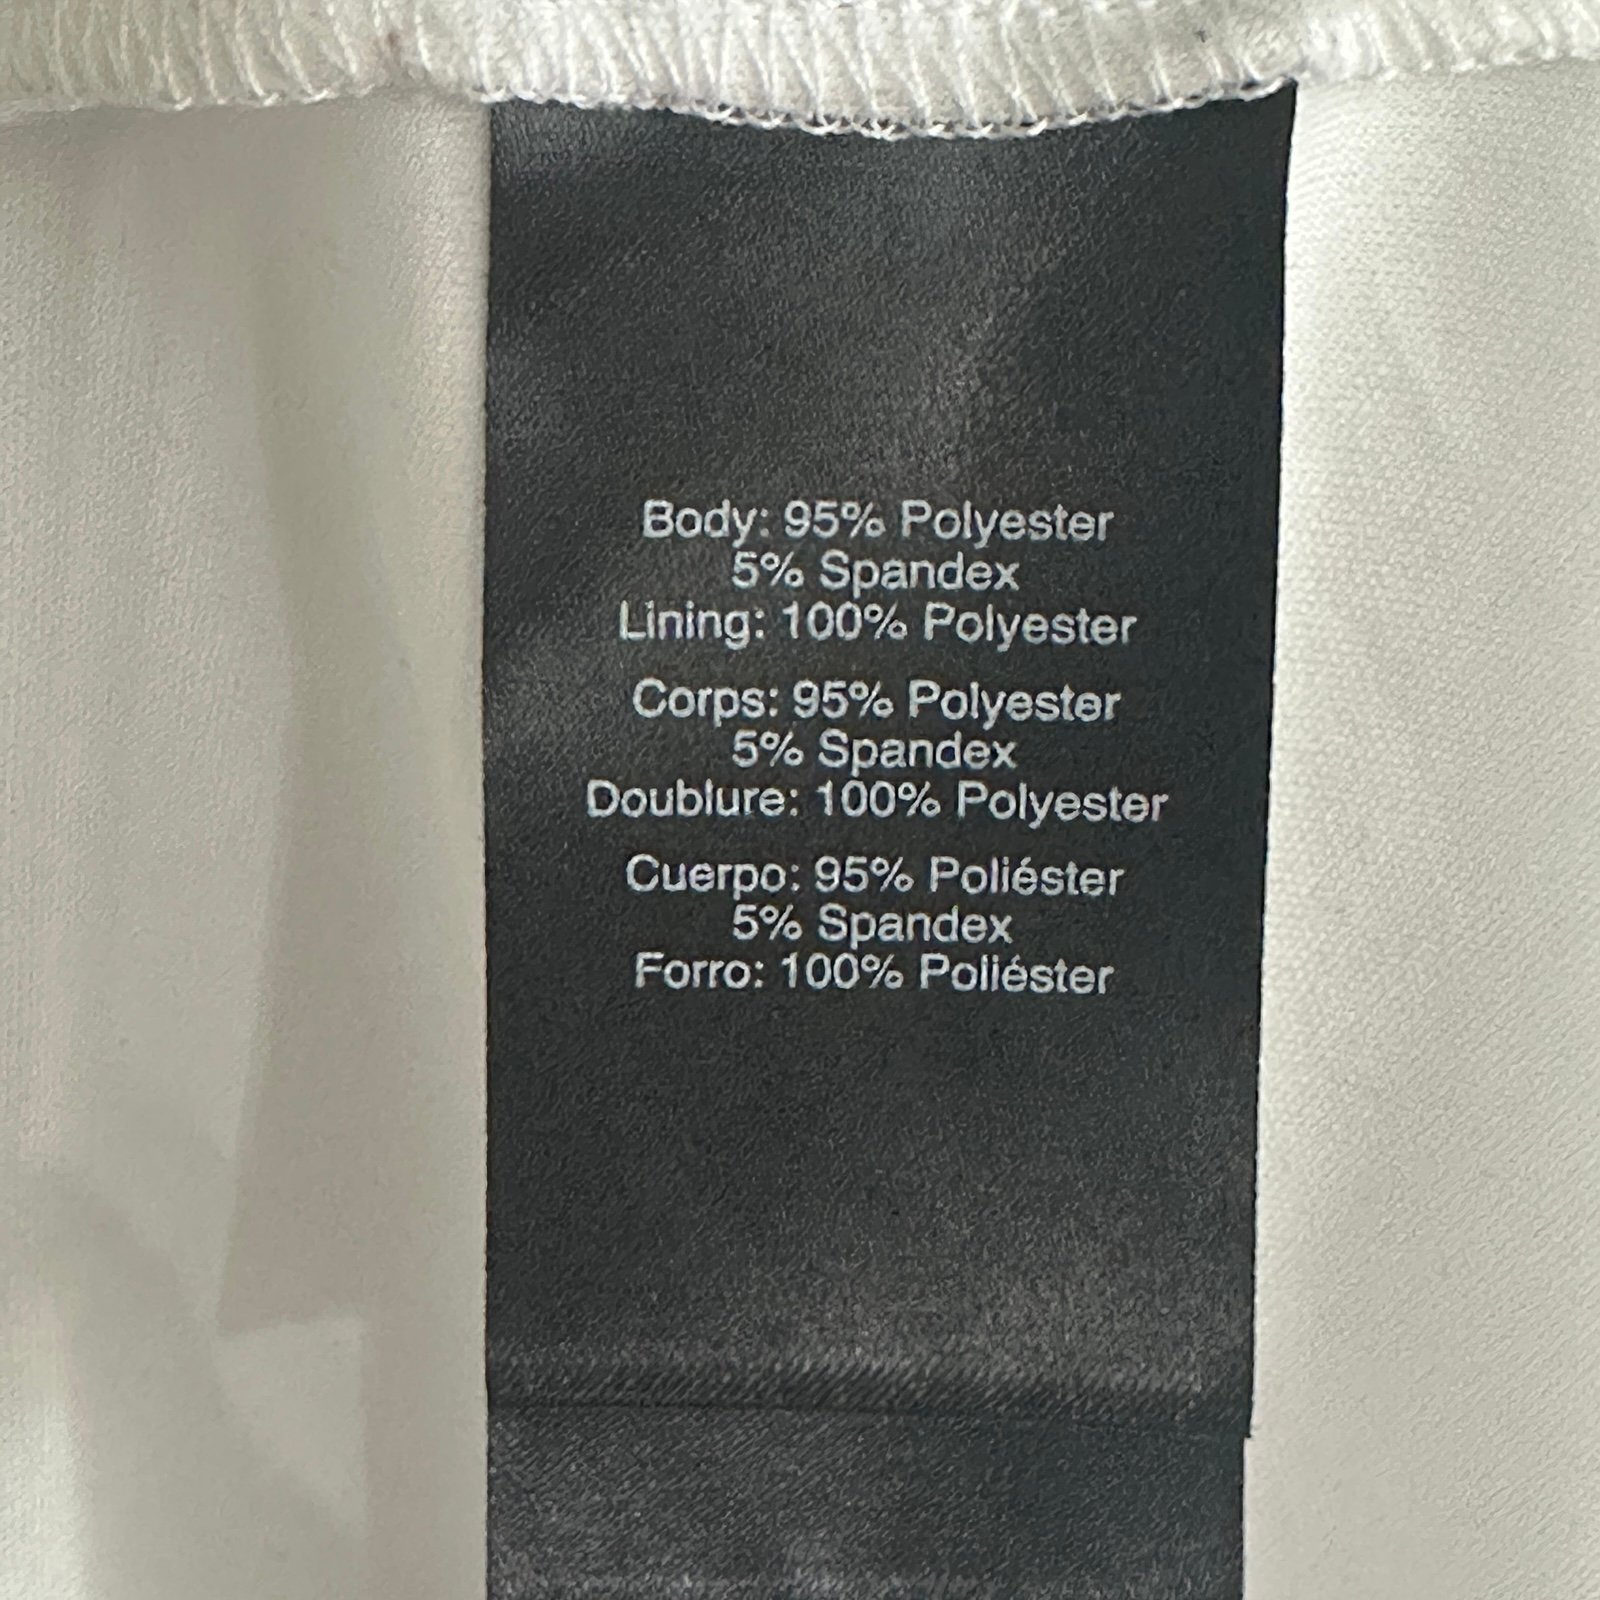 Body: 95% Polyester
5% Spandex
Lining: 100% Polyester
Corps: 95% Polyester
5% Spandex
Doublure: 100% Polyester
Cuerpo: 95% Poliéster
5% Spandex
Forro: 100% Poliéster